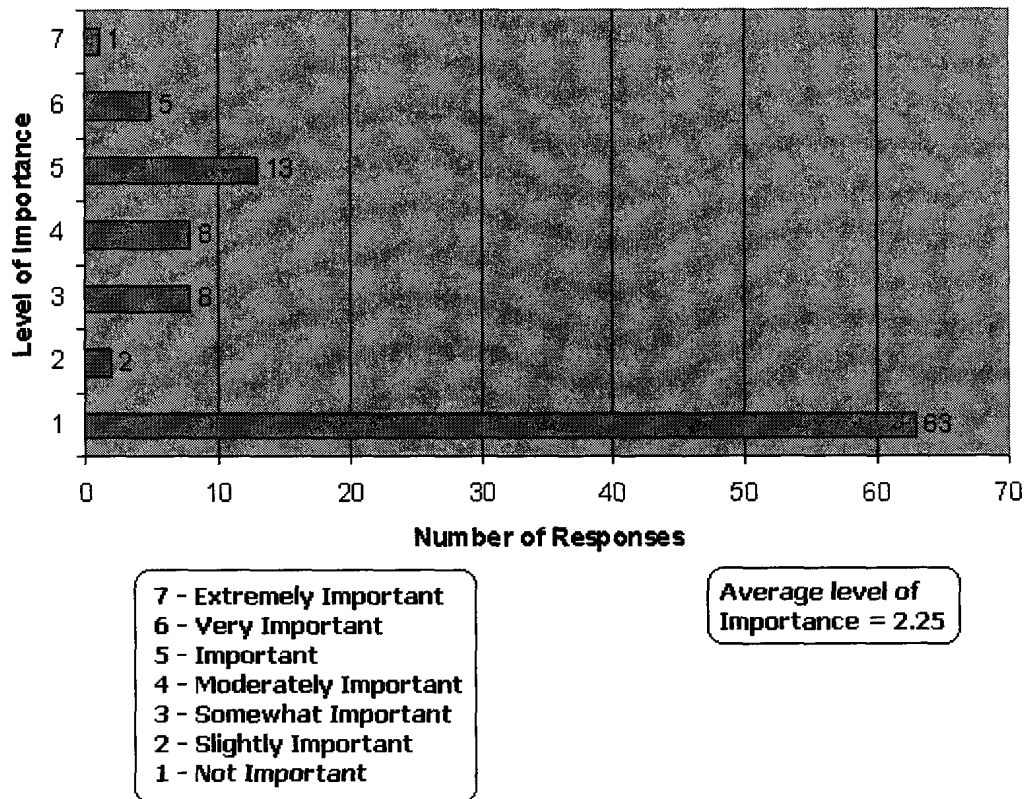 Level of Importance
7
1
6
5
5
13
4
8
3
8
2
2
1
63
0
10
20
30
40
50
60
70
Number of Responses
7 - Extremely Important
6 - Very Important
5 - Important
4 - Moderately Important
3 - Somewhat Important
2 - Slightly Important
1 - Not Important
Average level of
Importance = 2.25